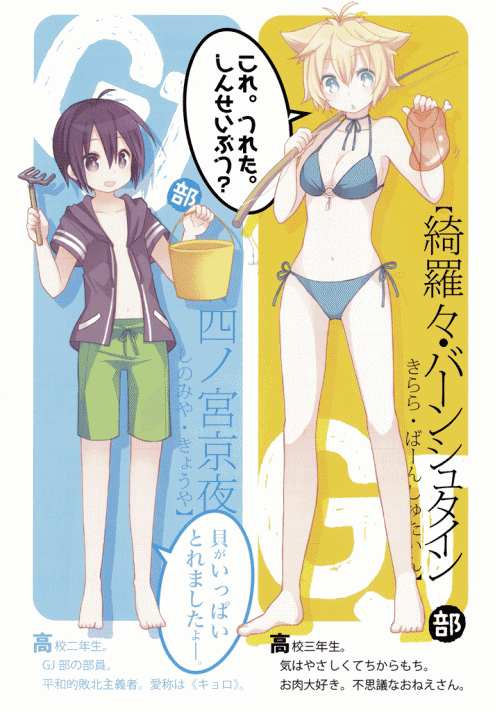 GJ
部
四ノ宮京夜
しのみや・きょうや】
貝がいっぱい
とれましたよー。
高校二年生。
GJ部の部員。
平和的敗北主義者。愛称は《キョロ》。
これ。つれた。
しんせいぶつ?
【綺羅々・バーンシュタイン
きらら・ばーんしゅたいん】
GJ
部
高校三年生。
気はやさしくてちからもち。
お肉大好き。不思議なおねえさん。